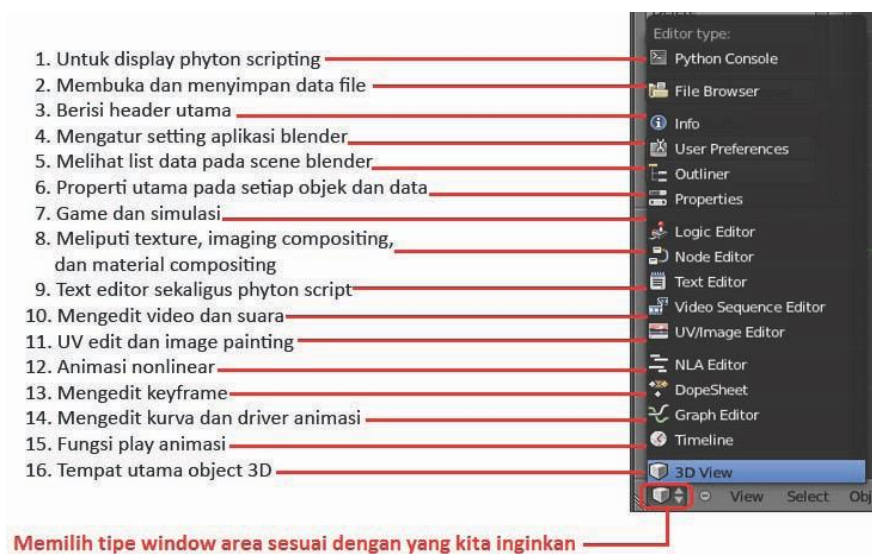 Editor type:
1. Untuk display phyton scripting
Python Console
2. Membuka dan menyimpan data file
File Browser
3. Berisi header utama
Info
4. Mengatur setting aplikasi blender
User Preferences
5. Melihat list data pada scene blender
Outliner
6. Properti utama pada setiap objek dan data
Properties
7. Game dan simulasi
Logic Editor
8. Meliputi texture, imaging compositing,
dan material compositing
Node Editor
9. Text editor sekaligus phyton script
Text Editor
10. Mengedit video dan suara
Video Sequence Editor
11. UV edit dan image painting
UV/Image Editor
12. Animasi nonlinear
NLA Editor
13. Mengedit keyframe
DopeSheet
14. Mengedit kurva dan driver animasi
Graph Editor
15. Fungsi play animasi
Timeline
16. Tempat utama object 3D
3D View
View Select Obj
Memilih tipe window area sesuai dengan yang kita inginkan